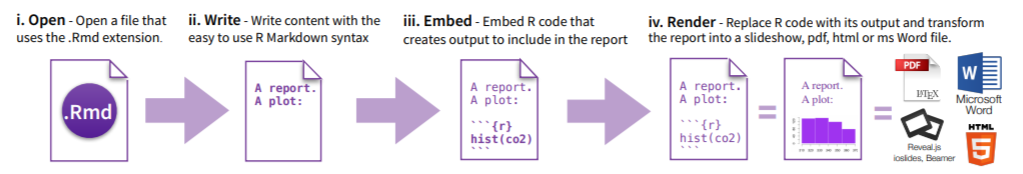 i. Open - Open a file that
uses the .Rmd extension.
ii. Write - Write content with the
easy to use R Markdown syntax
iii. Embed - Embed R code that
creates output to include in the report
iv. Render - Replace R code with its output and transform
the report into a slideshow, pdf, html or ms Word file.
.Rmd
A report.
A plot:
A report.
A plot:
```{r}
hist(co2)
```
A report.
A plot:
```{r}
hist(co2)
```
=
A report.
A plot:
=
PDF
LATEX
W
Microsoft
Word
Reveal.js
ioslides, Beamer
HTML
5